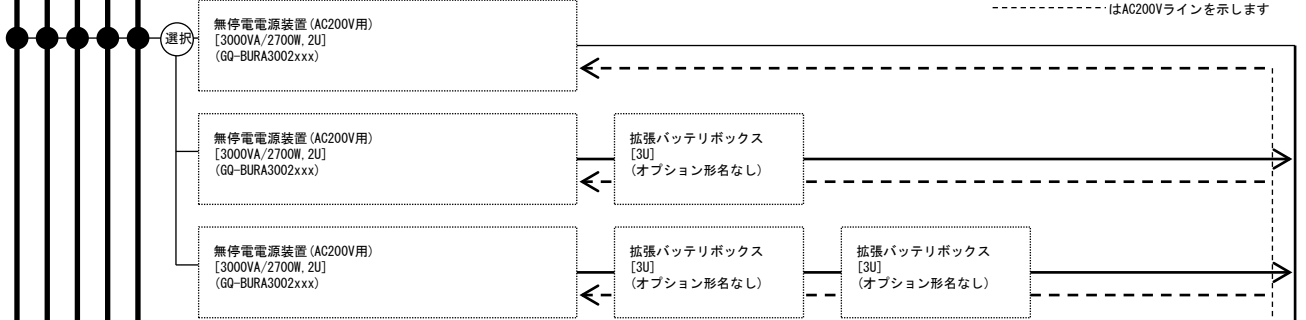 --------------はAC200Vラインを示します
選択
無停電電源装置(AC200V用)
[3000VA/2700W,2U]
(GQ-BURA3002xxx)
無停電電源装置(AC200V用)
[3000VA/2700W,2U]
(GQ-BURA3002xxx)
拡張バッテリボックス
[3U]
(オプション形名なし)
無停電電源装置(AC200V用)
[3000VA/2700W,2U]
(GQ-BURA3002xxx)
拡張バッテリボックス
[3U]
(オプション形名なし)
拡張バッテリボックス
[3U]
(オプション形名なし)